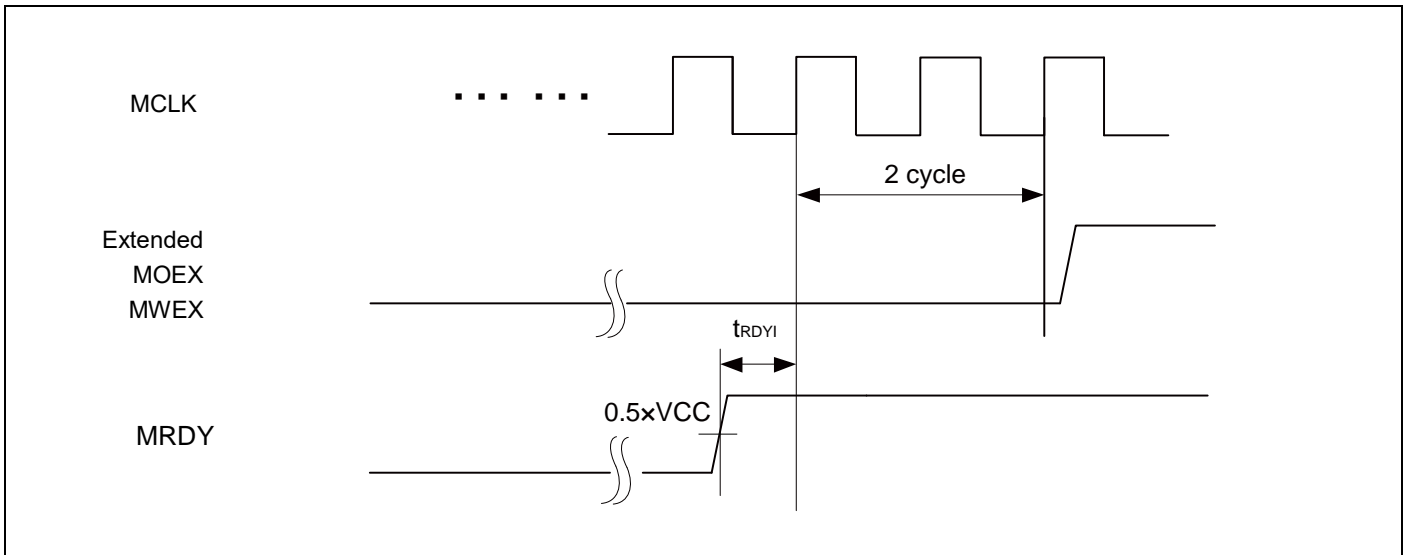 MCLK
... ...
2 cycle
Extended
MOEX
MWEX
tRDYI
0.5×VCC
MRDY